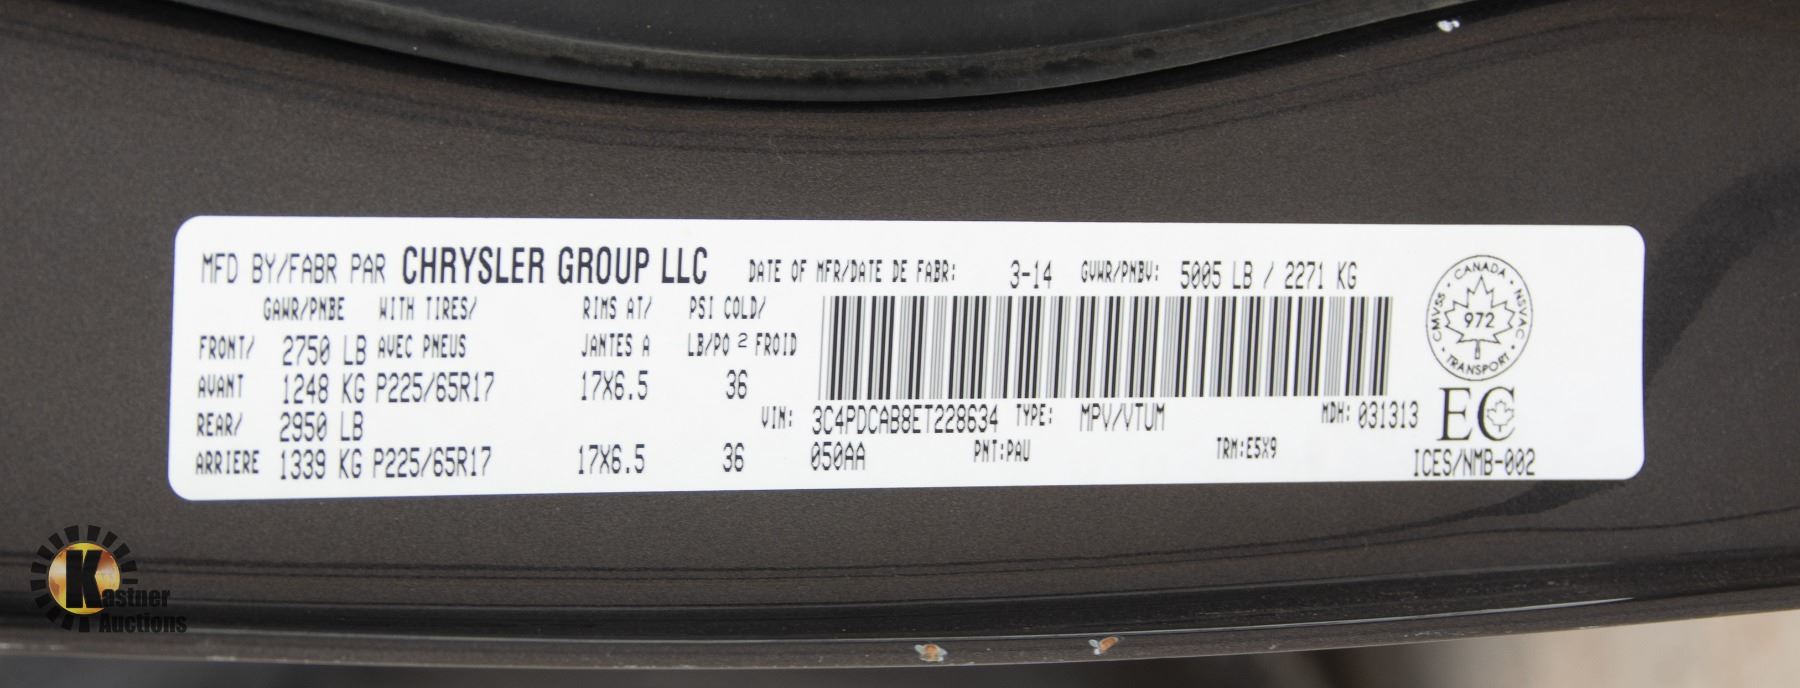 MFD BY/FABR PAR CHRYSLER GROUP LLC DATE OF MFR/DATE DE FABR: 3-14 GVWR/PNBV: 5005 LB / 2271 KG
GAWR/PNBE WITH TIRES/ RIMS AT/ PSI COLD/
FRONT/ 2750 LB AVEC PNEUS JANTES A LB/PO 2 FROID
AVANT 1248 KG P225/65R17 17X6.5 36
REAR/ 2950 LB
ARRIERE 1339 KG P225/65R17 17X6.5 36
VIN: 3C4PDCAB8ET228634 TYPE: MPV/VTUM MDH: 031313
050AA PNT:PAU TRM:E5X9
CANADA
CMVSS · NSVAC
972
TRANSPORT
EC
ICES/NMB-002
Kastner
Auctions